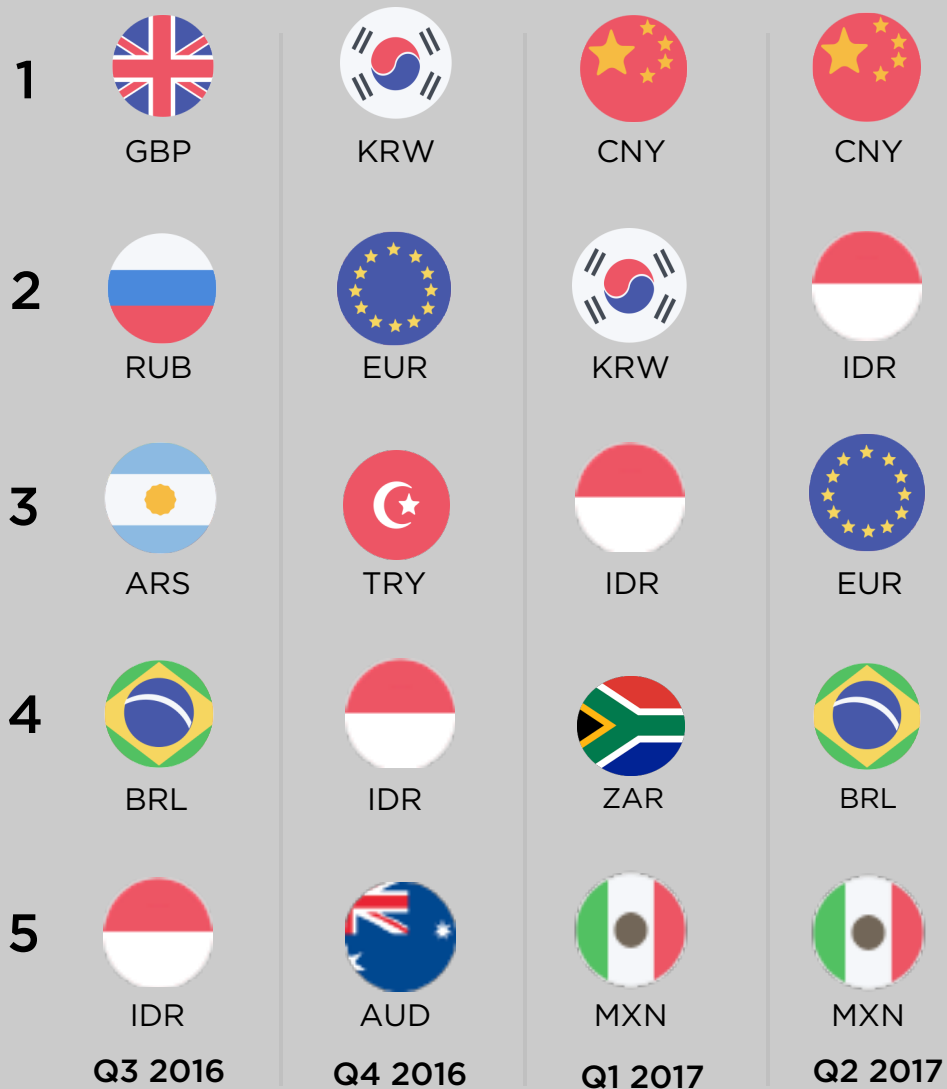 1
GBP KRW CNY CNY
2
RUB EUR KRW IDR
3
ARS TRY IDR EUR
4
BRL IDR ZAR BRL
5
IDR AUD MXN MXN
Q3 2016 Q4 2016 Q1 2017 Q2 2017